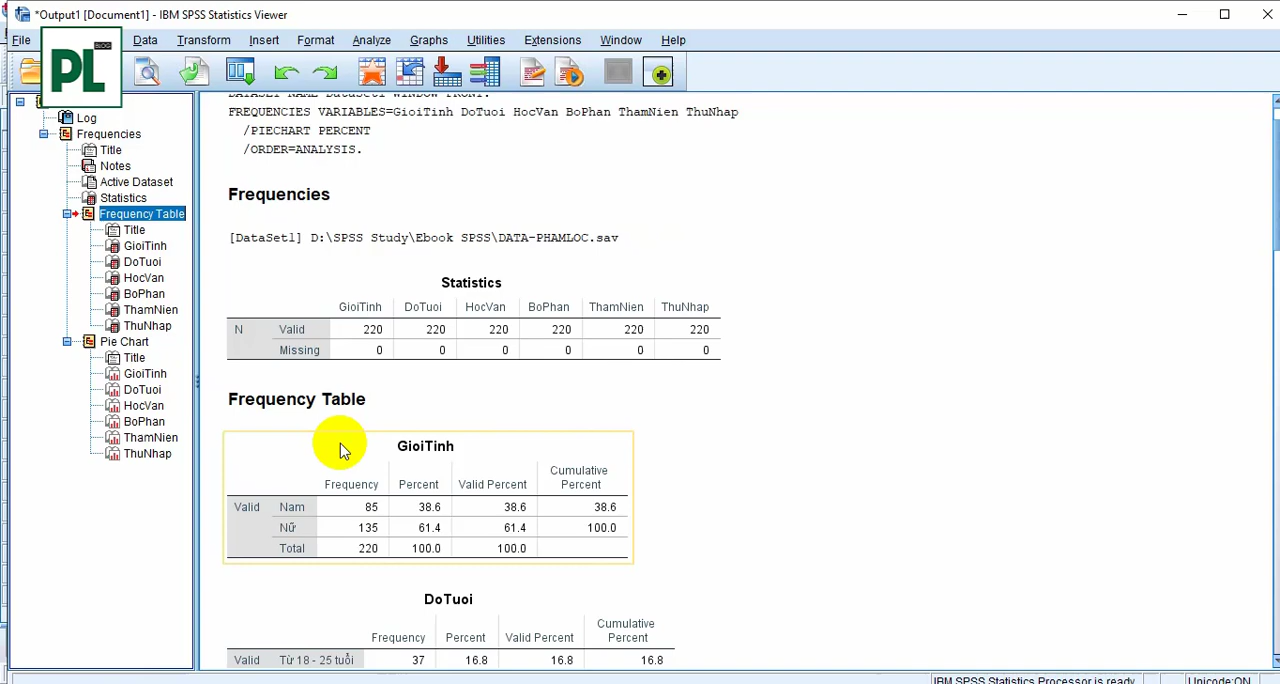 *Output1 [Document1] - IBM SPSS Statistics Viewer
File Data Transform Insert Format Analyze Graphs Utilities Extensions Window Help
PL
BLOG
Log
Frequencies
Title
Notes
Active Dataset
Statistics
Frequency Table
Title
GioiTinh
DoTuoi
HocVan
BoPhan
ThamNien
ThuNhap
Pie Chart
Title
GioiTinh
DoTuoi
HocVan
BoPhan
ThamNien
ThuNhap
DATASET NAME DataSet1 WINDOW=FRONT.
FREQUENCIES VARIABLES=GioiTinh DoTuoi HocVan BoPhan ThamNien ThuNhap
/PIECHART PERCENT
/ORDER=ANALYSIS.
Frequencies
[DataSet1] D:\SPSS Study\Ebook SPSS\DATA-PHAMLOC.sav
Statistics
GioiTinh DoTuoi HocVan BoPhan ThamNien ThuNhap
N Valid 220 220 220 220 220 220
Missing 0 0 0 0 0 0
Frequency Table
GioiTinh
Frequency Percent Valid Percent Cumulative Percent
Valid Nam 85 38.6 38.6 38.6
Nữ 135 61.4 61.4 100.0
Total 220 100.0 100.0
DoTuoi
Frequency Percent Valid Percent Cumulative Percent
Valid Từ 18 - 25 tuổi 37 16.8 16.8 16.8
IBM SPSS Statistics Processor is ready Unicode:ON